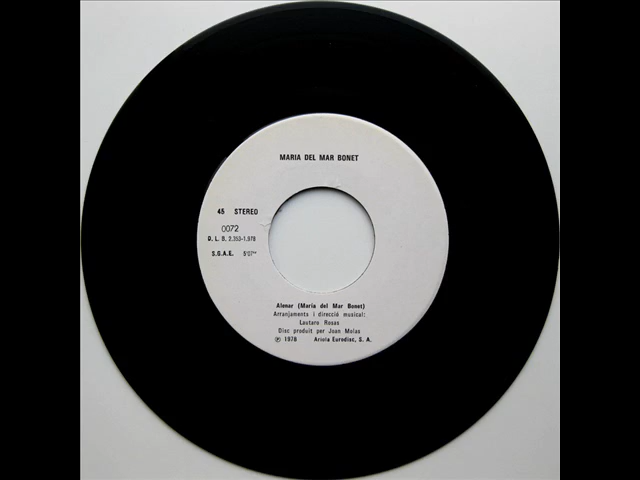 MARIA DEL MAR BONET
45 STEREO
0072
D. L. B. 2.353-1.978
S.G.A.E. 5'07"
Alenar (Maria del Mar Bonet)
Arranjaments i direcció musical:
Lautaro Rosas
Disc produit per Joan Molas
℗ 1978 Ariola Eurodisc, S. A.